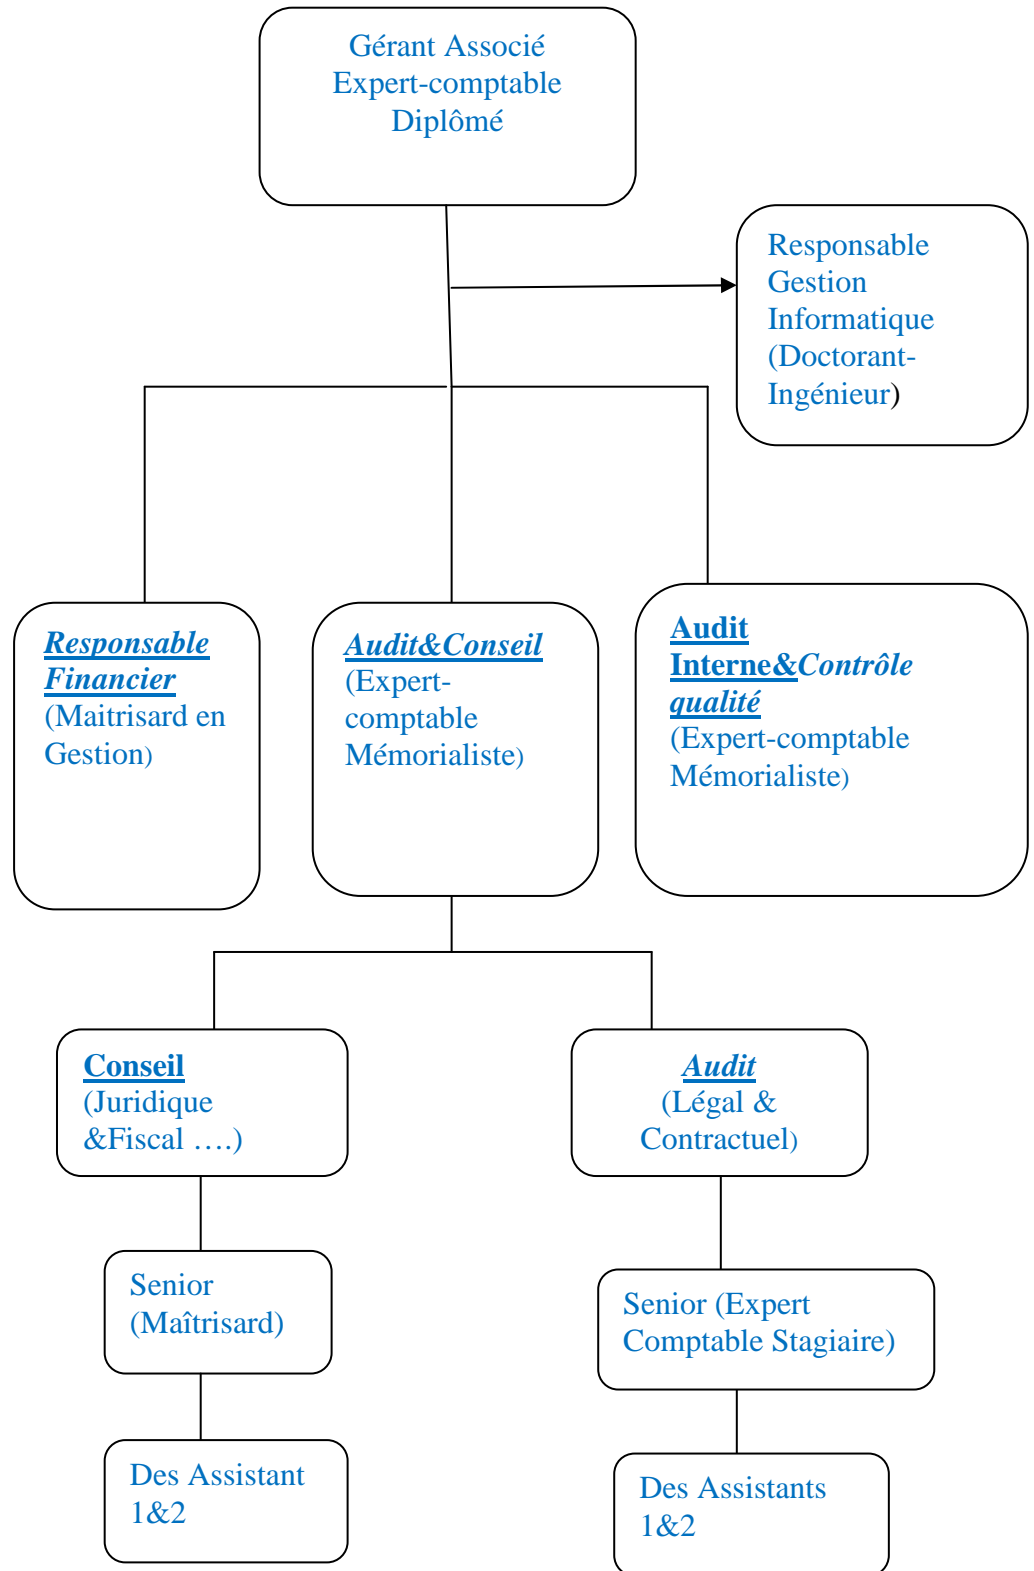 Gérant Associé
Expert-comptable
Diplômé
Responsable
Gestion
Informatique
(Doctorant-
Ingénieur)
Responsable
Financier
(Maitrisard en
Gestion)
Audit&Conseil
(Expert-
comptable
Mémorialiste)
Audit
Interne&Contrôle
qualité
(Expert-comptable
Mémorialiste)
Conseil
(Juridique
&Fiscal ….)
Audit
(Légal &
Contractuel)
Senior
(Maîtrisard)
Senior (Expert
Comptable Stagiaire)
Des Assistant
1&2
Des Assistants
1&2